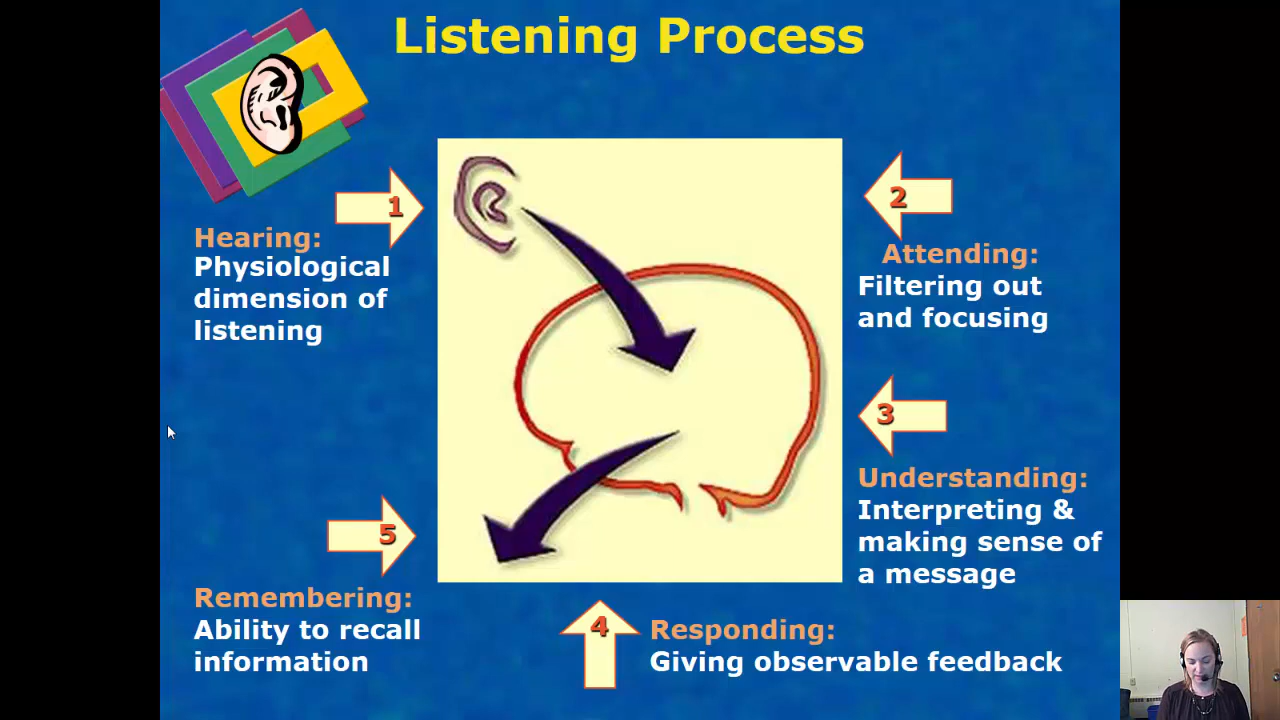 Listening Process
1
Hearing:
Physiological
dimension of
listening
2
Attending:
Filtering out
and focusing
3
Understanding:
Interpreting &
making sense of
a message
4
Responding:
Giving observable feedback
5
Remembering:
Ability to recall
information